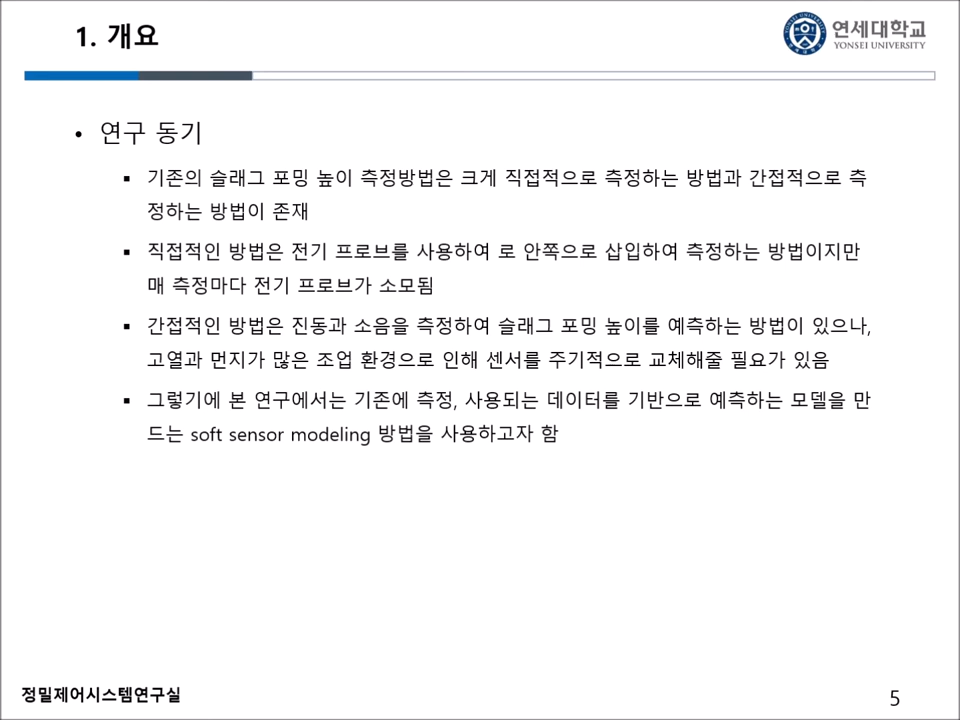 1. 개요
연세대학교
YONSEI UNIVERSITY
• 연구 동기
▪ 기존의 슬래그 포밍 높이 측정방법은 크게 직접적으로 측정하는 방법과 간접적으로 측
정하는 방법이 존재
▪ 직접적인 방법은 전기 프로브를 사용하여 로 안쪽으로 삽입하여 측정하는 방법이지만
매 측정마다 전기 프로브가 소모됨
▪ 간접적인 방법은 진동과 소음을 측정하여 슬래그 포밍 높이를 예측하는 방법이 있으나,
고열과 먼지가 많은 조업 환경으로 인해 센서를 주기적으로 교체해줄 필요가 있음
▪ 그렇기에 본 연구에서는 기존에 측정, 사용되는 데이터를 기반으로 예측하는 모델을 만
드는 soft sensor modeling 방법을 사용하고자 함
정밀제어시스템연구실
5